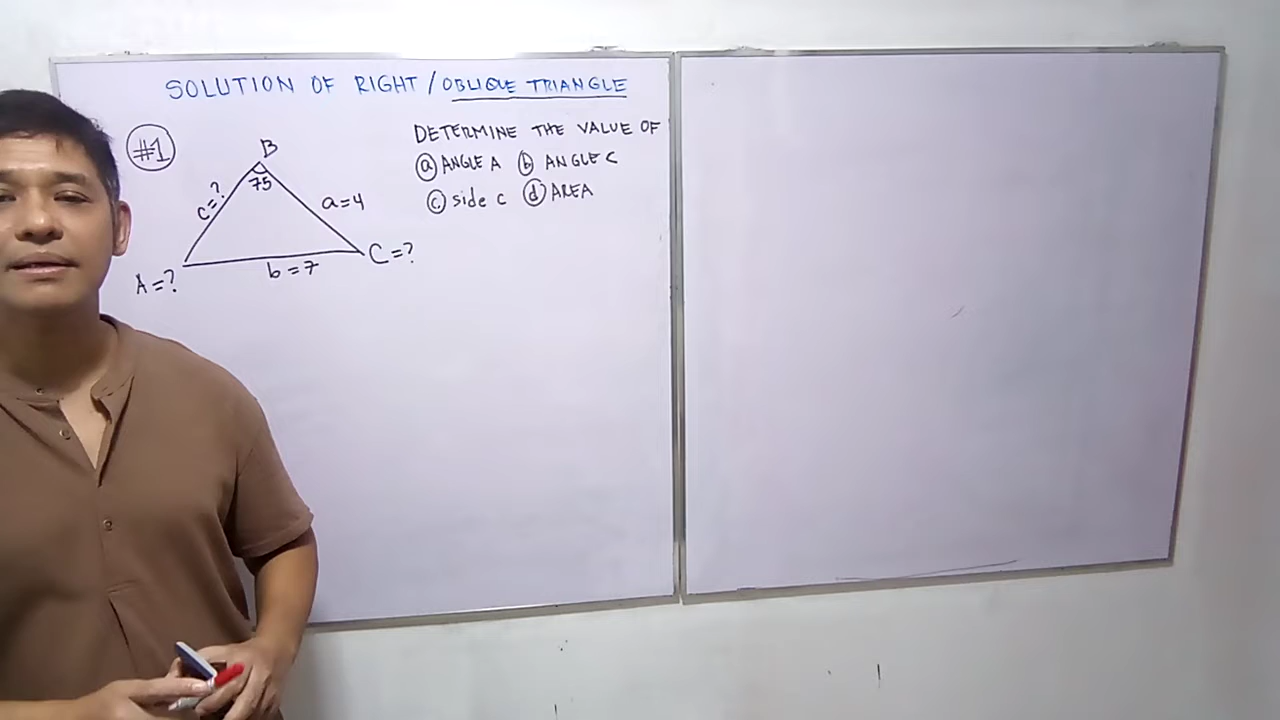 SOLUTION OF RIGHT / OBLIQUE TRIANGLE
#1
DETERMINE THE VALUE OF
ⓐ ANGLE A ⓑ ANGLE C
ⓒ side c ⓓ AREA
B
75
c=?
a=4
b=7
A=?
C=?